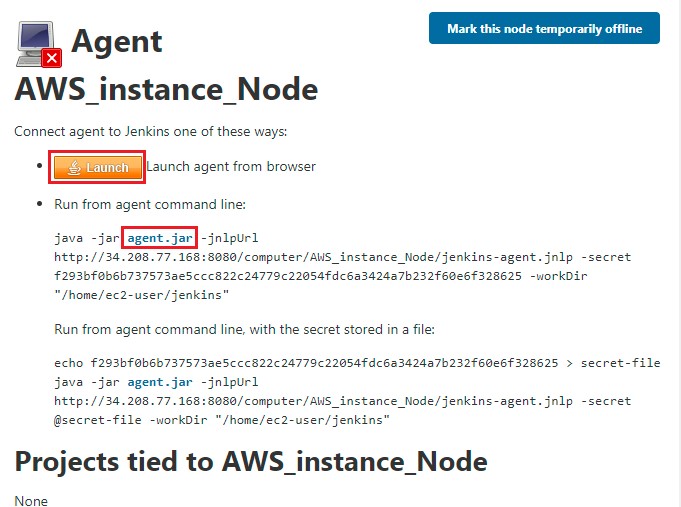 Agent
Mark this node temporarily offline
AWS_instance_Node
Connect agent to Jenkins one of these ways:
Launch Launch agent from browser
Run from agent command line:
java -jar agent.jar -jnlpUrl
http://34.208.77.168:8080/computer/AWS_instance_Node/jenkins-agent.jnlp -secret
f293bf0b6b737573ae5ccc822c24779c22054fdc6a3424a7b232f60e6f328625 -workDir
"/home/ec2-user/jenkins"
Run from agent command line, with the secret stored in a file:
echo f293bf0b6b737573ae5ccc822c24779c22054fdc6a3424a7b232f60e6f328625 > secret-file
java -jar agent.jar -jnlpUrl
http://34.208.77.168:8080/computer/AWS_instance_Node/jenkins-agent.jnlp -secret
@secret-file -workDir "/home/ec2-user/jenkins"
Projects tied to AWS_instance_Node
None